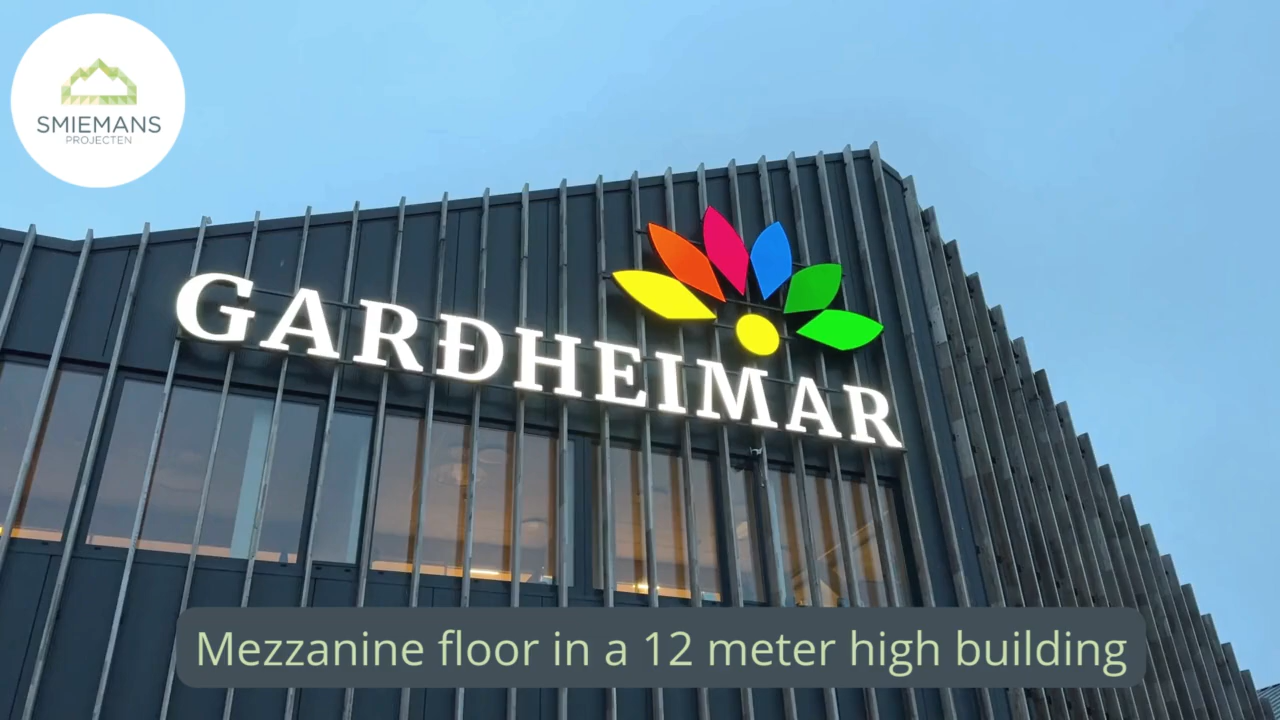 SMIEMANS
PROJECTEN
GARÐHEIMAR
Mezzanine floor in a 12 meter high building